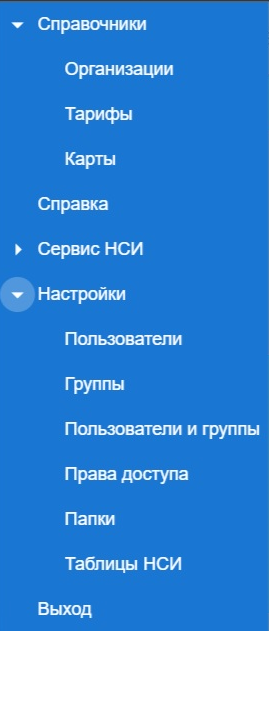 Справочники
Организации
Тарифы
Карты
Справка
Сервис НСИ
Настройки
Пользователи
Группы
Пользователи и группы
Права доступа
Папки
Таблицы НСИ
Выход